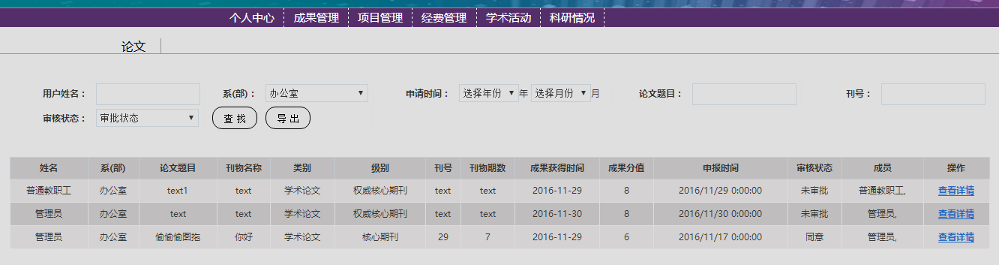 个人中心 成果管理 项目管理 经费管理 学术活动 科研情况
论文
用户姓名： 系(部)： 办公室 申请时间： 选择年份 年 选择月份 月 论文题目： 刊号：
审核状态： 审批状态 查 找 导 出
姓名 系(部) 论文题目 刊物名称 类别 级别 刊号 刊物期数 成果获得时间 成果分值 申报时间 审核状态 成员 操作
普通教职工 办公室 text1 text 学术论文 权威核心期刊 text text 2016-11-29 8 2016/11/29 0:00:00 未审批 普通教职工, 查看详情
管理员 办公室 text text 学术论文 权威核心期刊 text text 2016-11-30 8 2016/11/30 0:00:00 未审批 管理员, 查看详情
管理员 办公室 偷偷偷图拖 你好 学术论文 核心期刊 29 7 2016-11-29 6 2016/11/17 0:00:00 同意 管理员, 查看详情